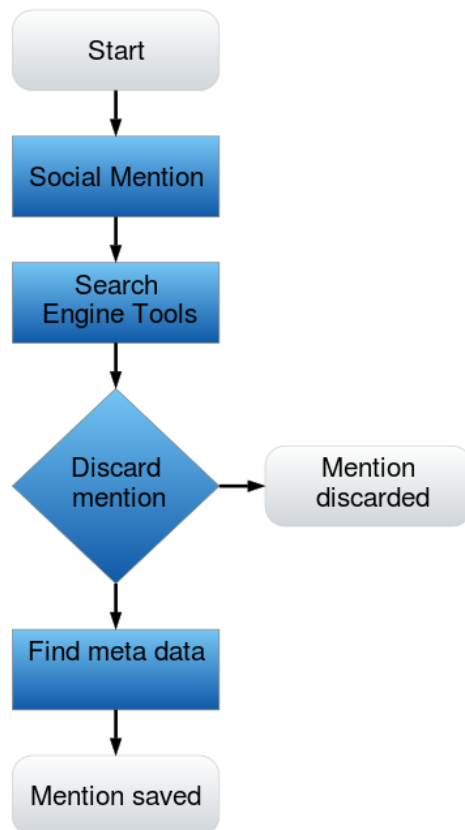 Start
Social Mention
Search
Engine Tools
Discard
mention
Mention
discarded
Find meta data
Mention saved